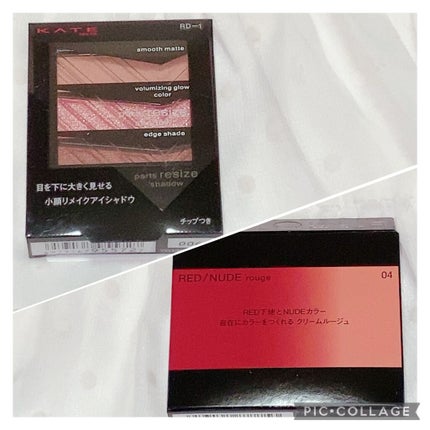 KATE
RD-1
smooth matte
volumizing glow
color
edge shade
parts resize
shadow
目を下に大きく見せる
小顔リメイクアイシャドウ
チップつき
RED/NUDE rouge
04
RED下地とNUDEカラー
自在にカラーをつくれる クリームルージュ
PIC•COLLAGE